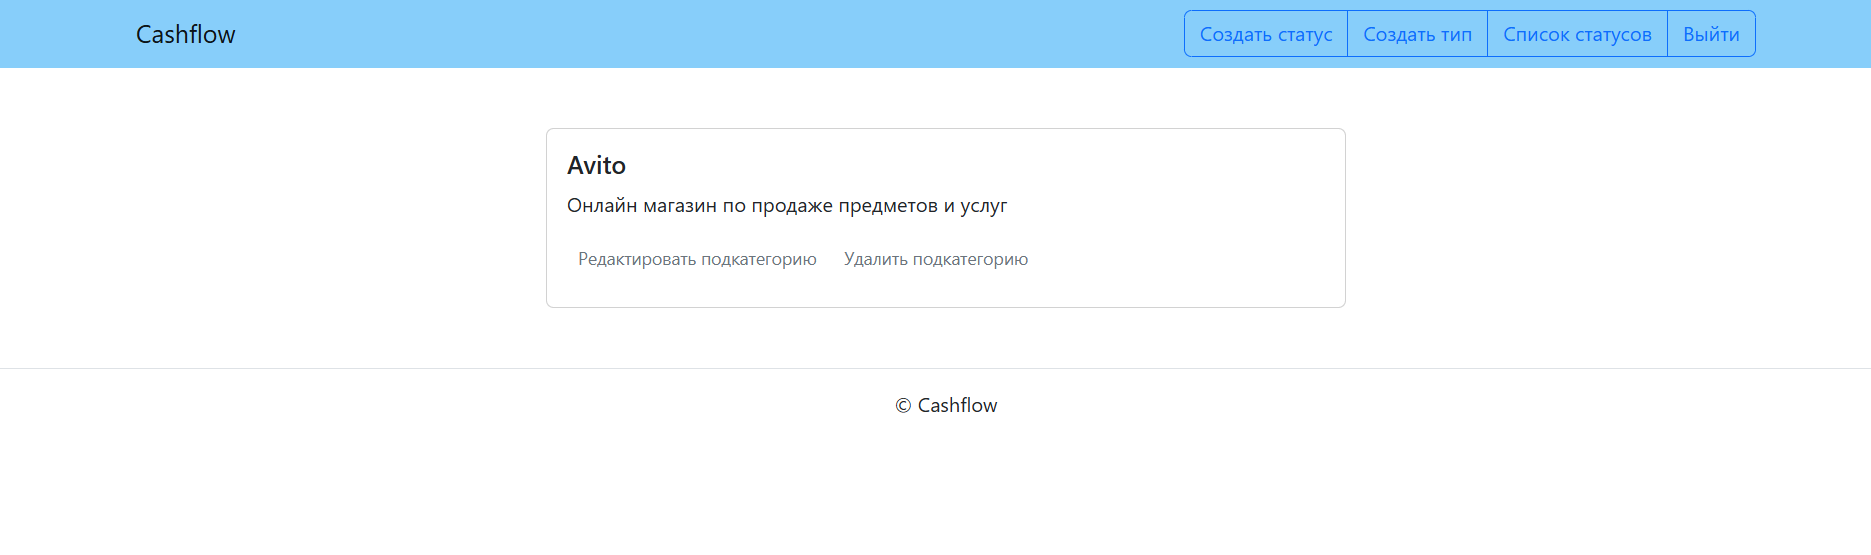 Cashflow Создать статус Создать тип Список статусов Выйти
Avito
Онлайн магазин по продаже предметов и услуг
Редактировать подкатегорию Удалить подкатегорию
© Cashflow